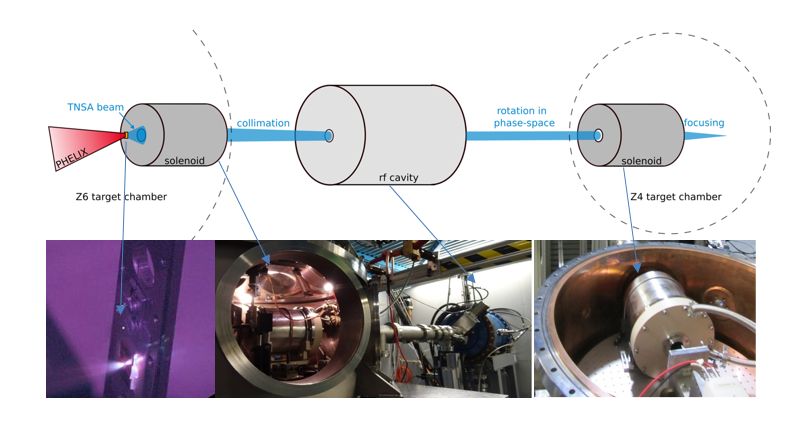 TNSA beam
PHELIX
solenoid
Z6 target chamber
collimation
rf cavity
rotation in
phase-space
focusing
solenoid
Z4 target chamber